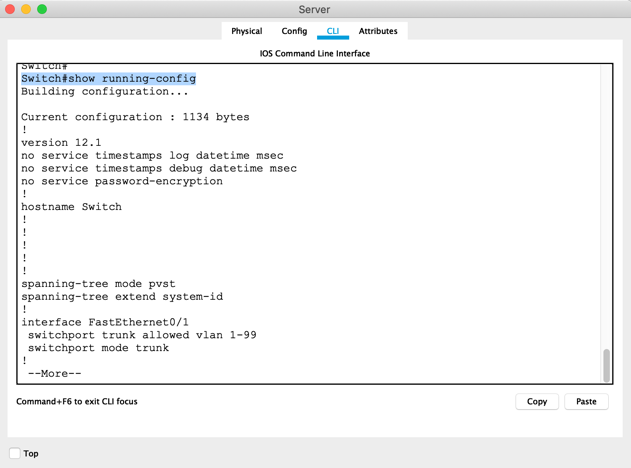 Server
Physical Config CLI Attributes
IOS Command Line Interface
Switch#
Switch#show running-config
Building configuration...
Current configuration : 1134 bytes
!
version 12.1
no service timestamps log datetime msec
no service timestamps debug datetime msec
no service password-encryption
!
hostname Switch
!
!
!
!
!
spanning-tree mode pvst
spanning-tree extend system-id
!
interface FastEthernet0/1
switchport trunk allowed vlan 1-99
switchport mode trunk
!
--More--
Command+F6 to exit CLI focus
Copy Paste
Top